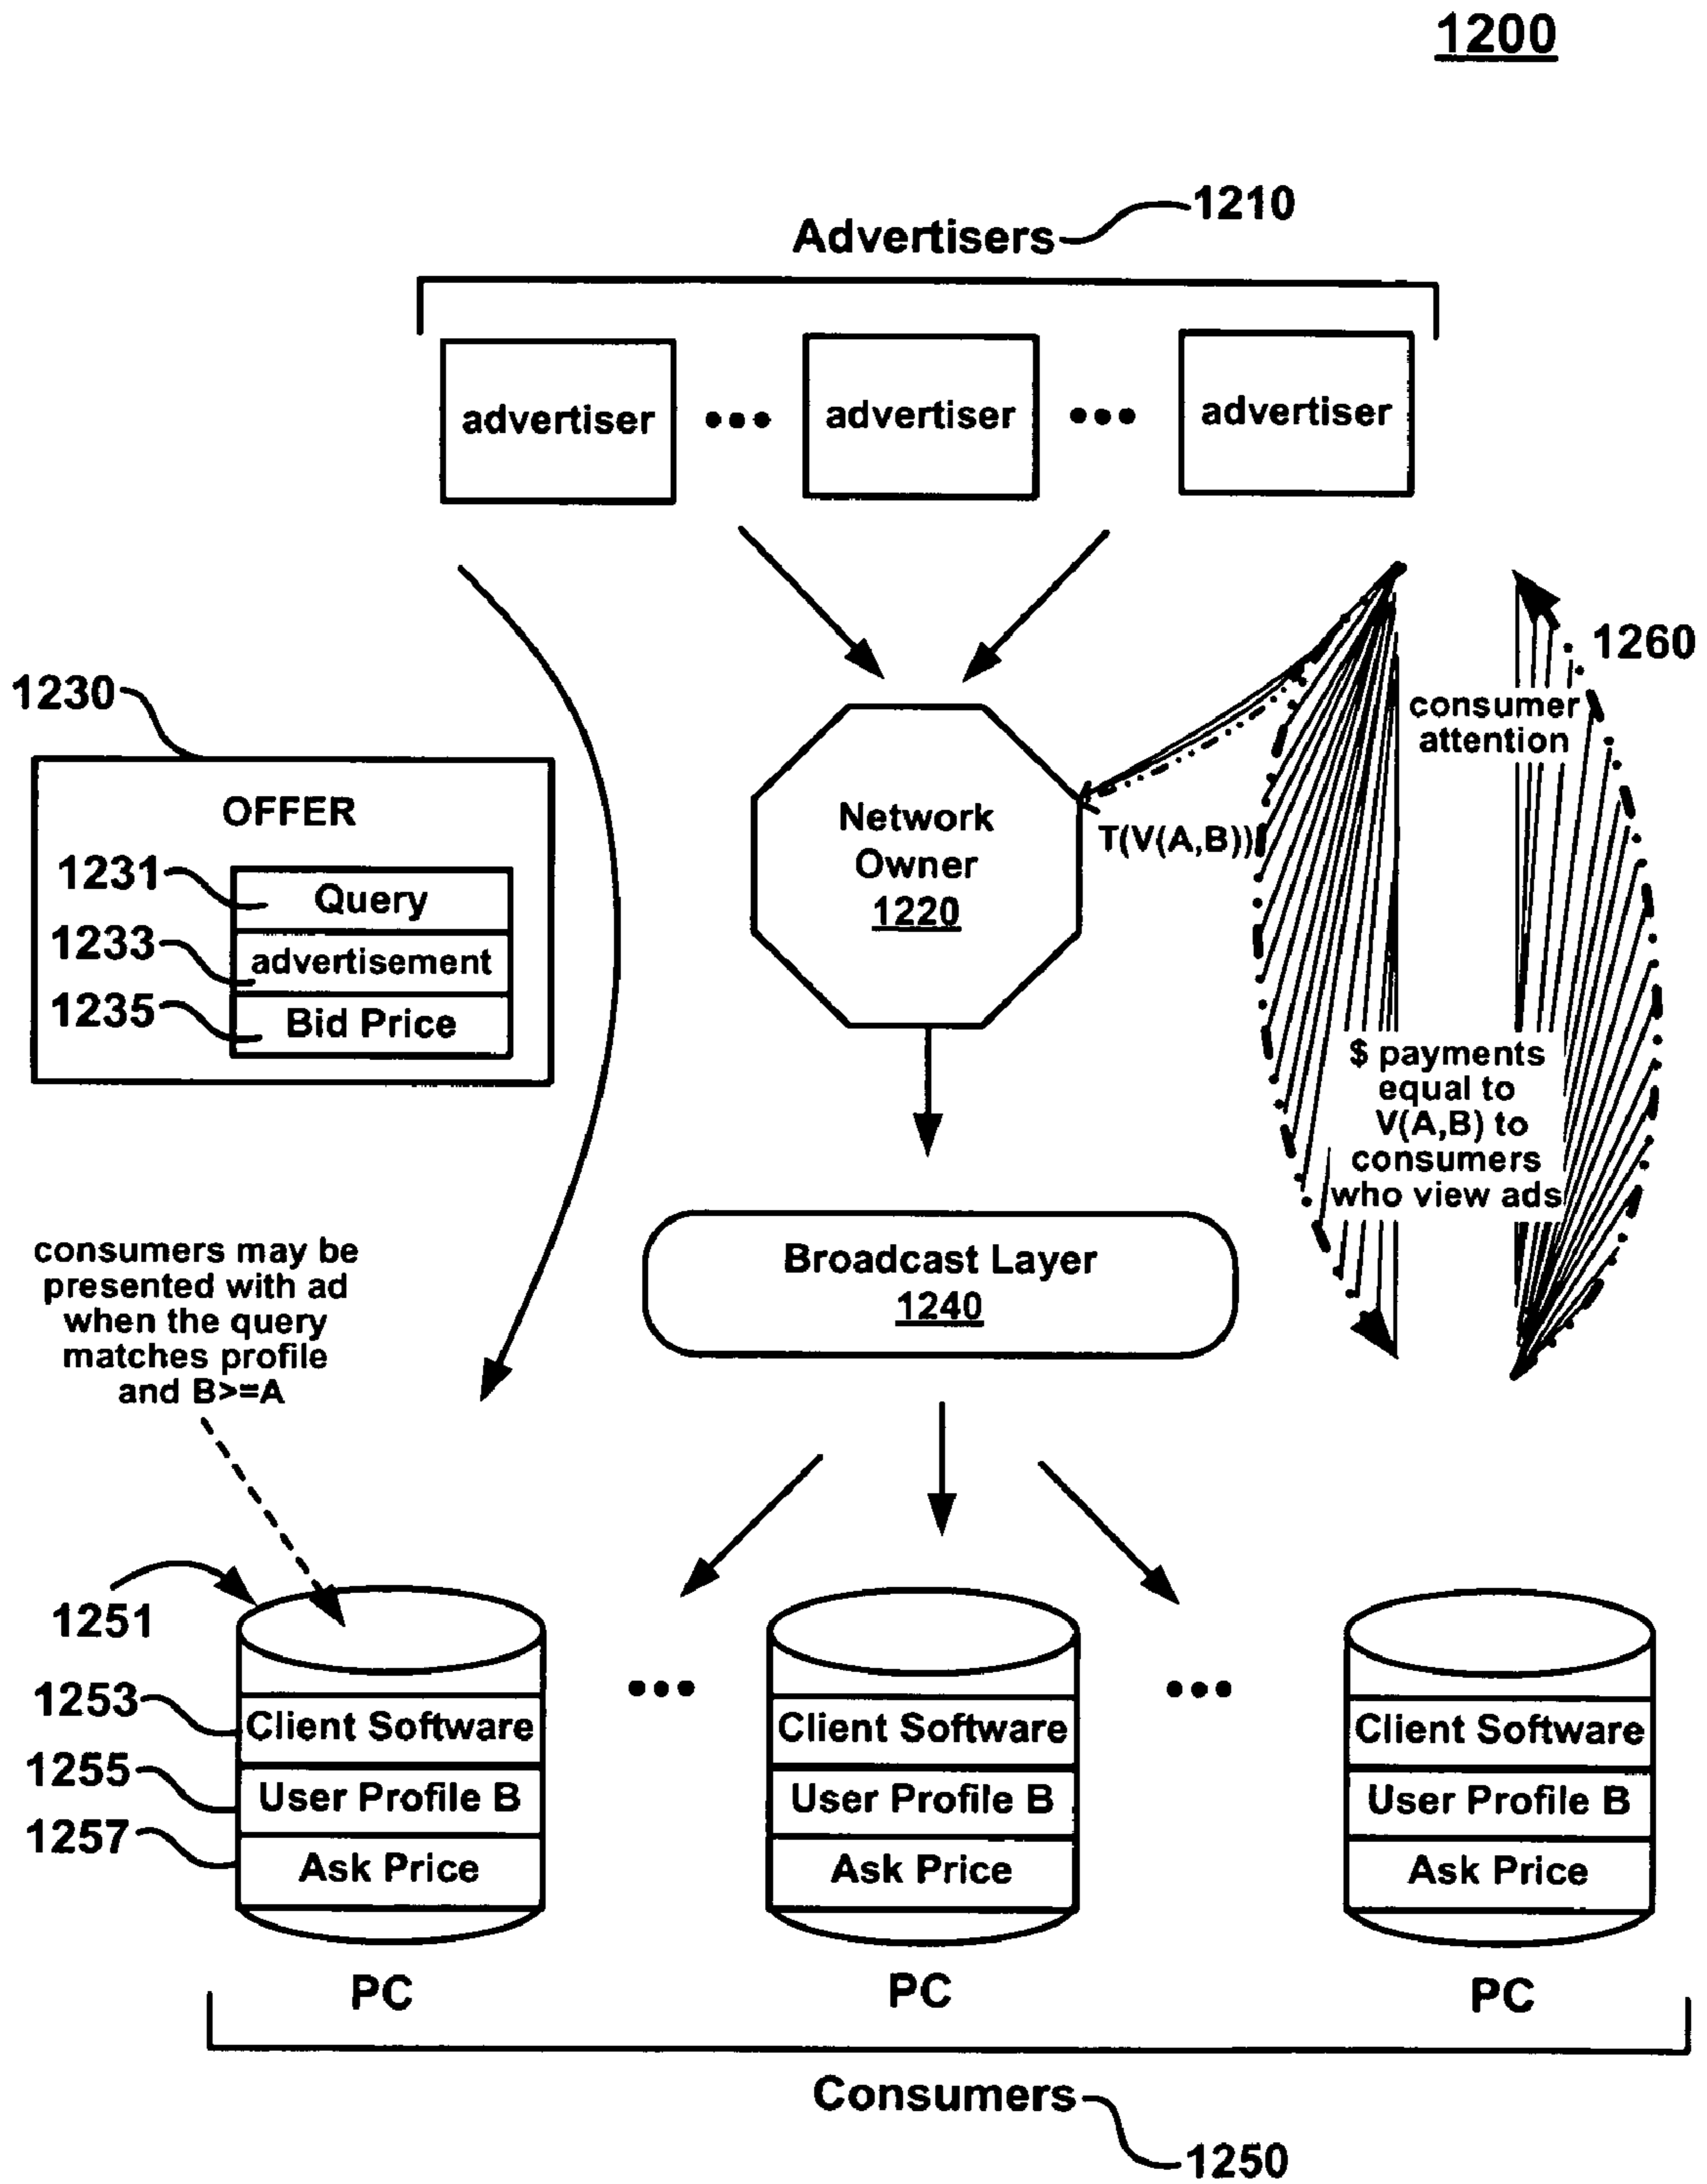 1200
Advertisers
1210
advertiser
advertiser
advertiser
1260
consumer
attention
1230
OFFER
1231
Query
1233
advertisement
1235
Bid Price
Network
Owner
1220
T(V(A,B))
$ payments
equal to
V(A,B) to
consumers
who view ads
Broadcast Layer
1240
consumers may be
presented with ad
when the query
matches profile
and B>=A
1251
1253
Client Software
Client Software
Client Software
1255
User Profile B
User Profile B
User Profile B
1257
Ask Price
Ask Price
Ask Price
PC
PC
PC
Consumers
1250